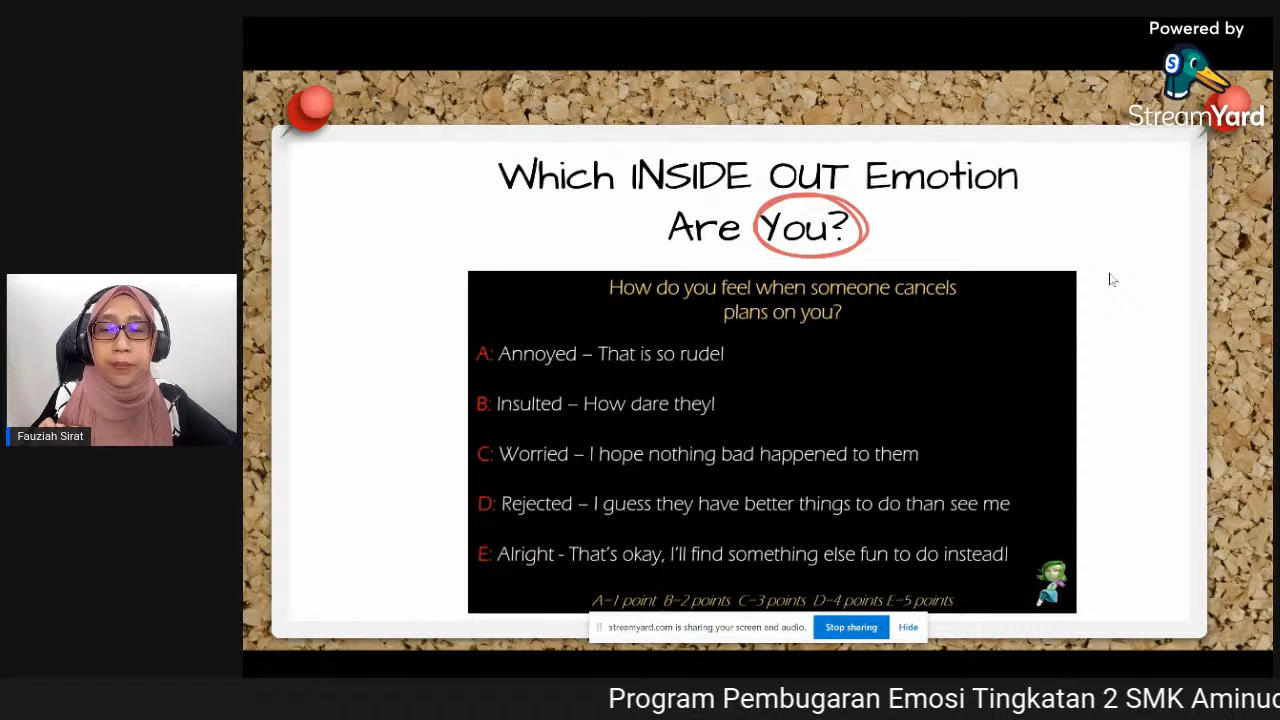 Powered by
StreamYard
Which INSIDE OUT Emotion
Are You?
How do you feel when someone cancels
plans on you?
A: Annoyed – That is so rude!
B: Insulted – How dare they!
C: Worried – I hope nothing bad happened to them
D: Rejected – I guess they have better things to do than see me
E: Alright - That's okay, I'll find something else fun to do instead!
A=1 point B=2 points C=3 points D=4 points E=5 points
streamyard.com is sharing your screen and audio. Stop sharing Hide
Fauziah Sirat
Program Pembugaran Emosi Tingkatan 2 SMK